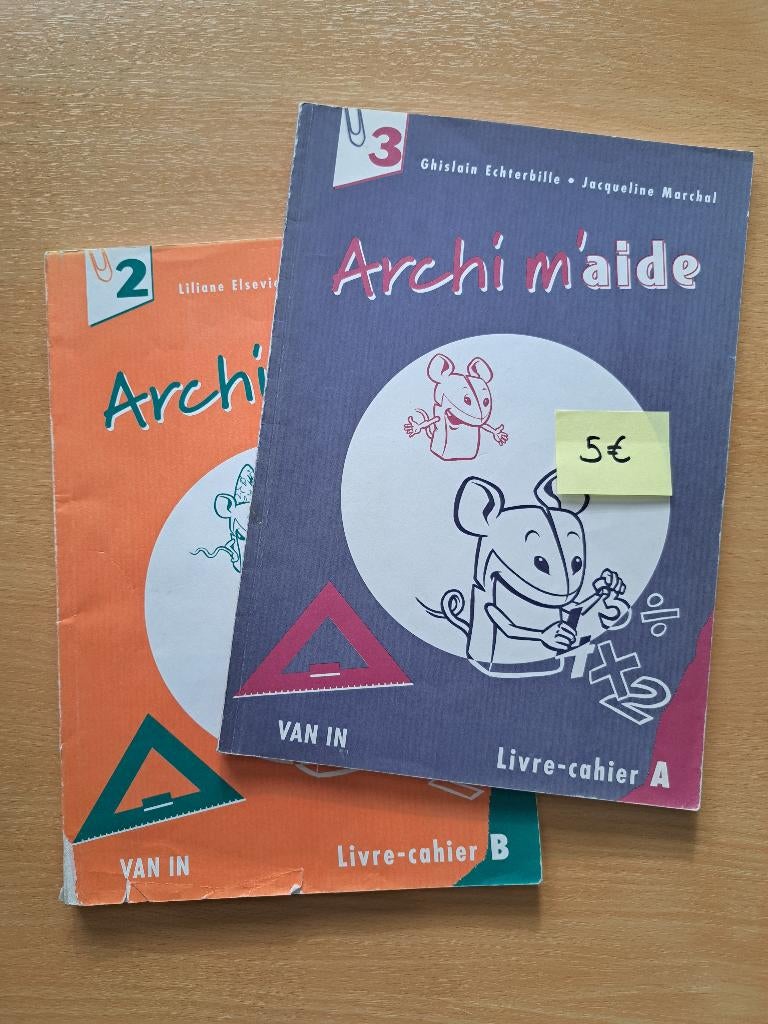 3
Ghislain Echterbille • Jacqueline Marchal
Archi m'aide
5€
VAN IN
Livre-cahier A
2
Liliane
Archi
VAN IN
Livre-cahier B